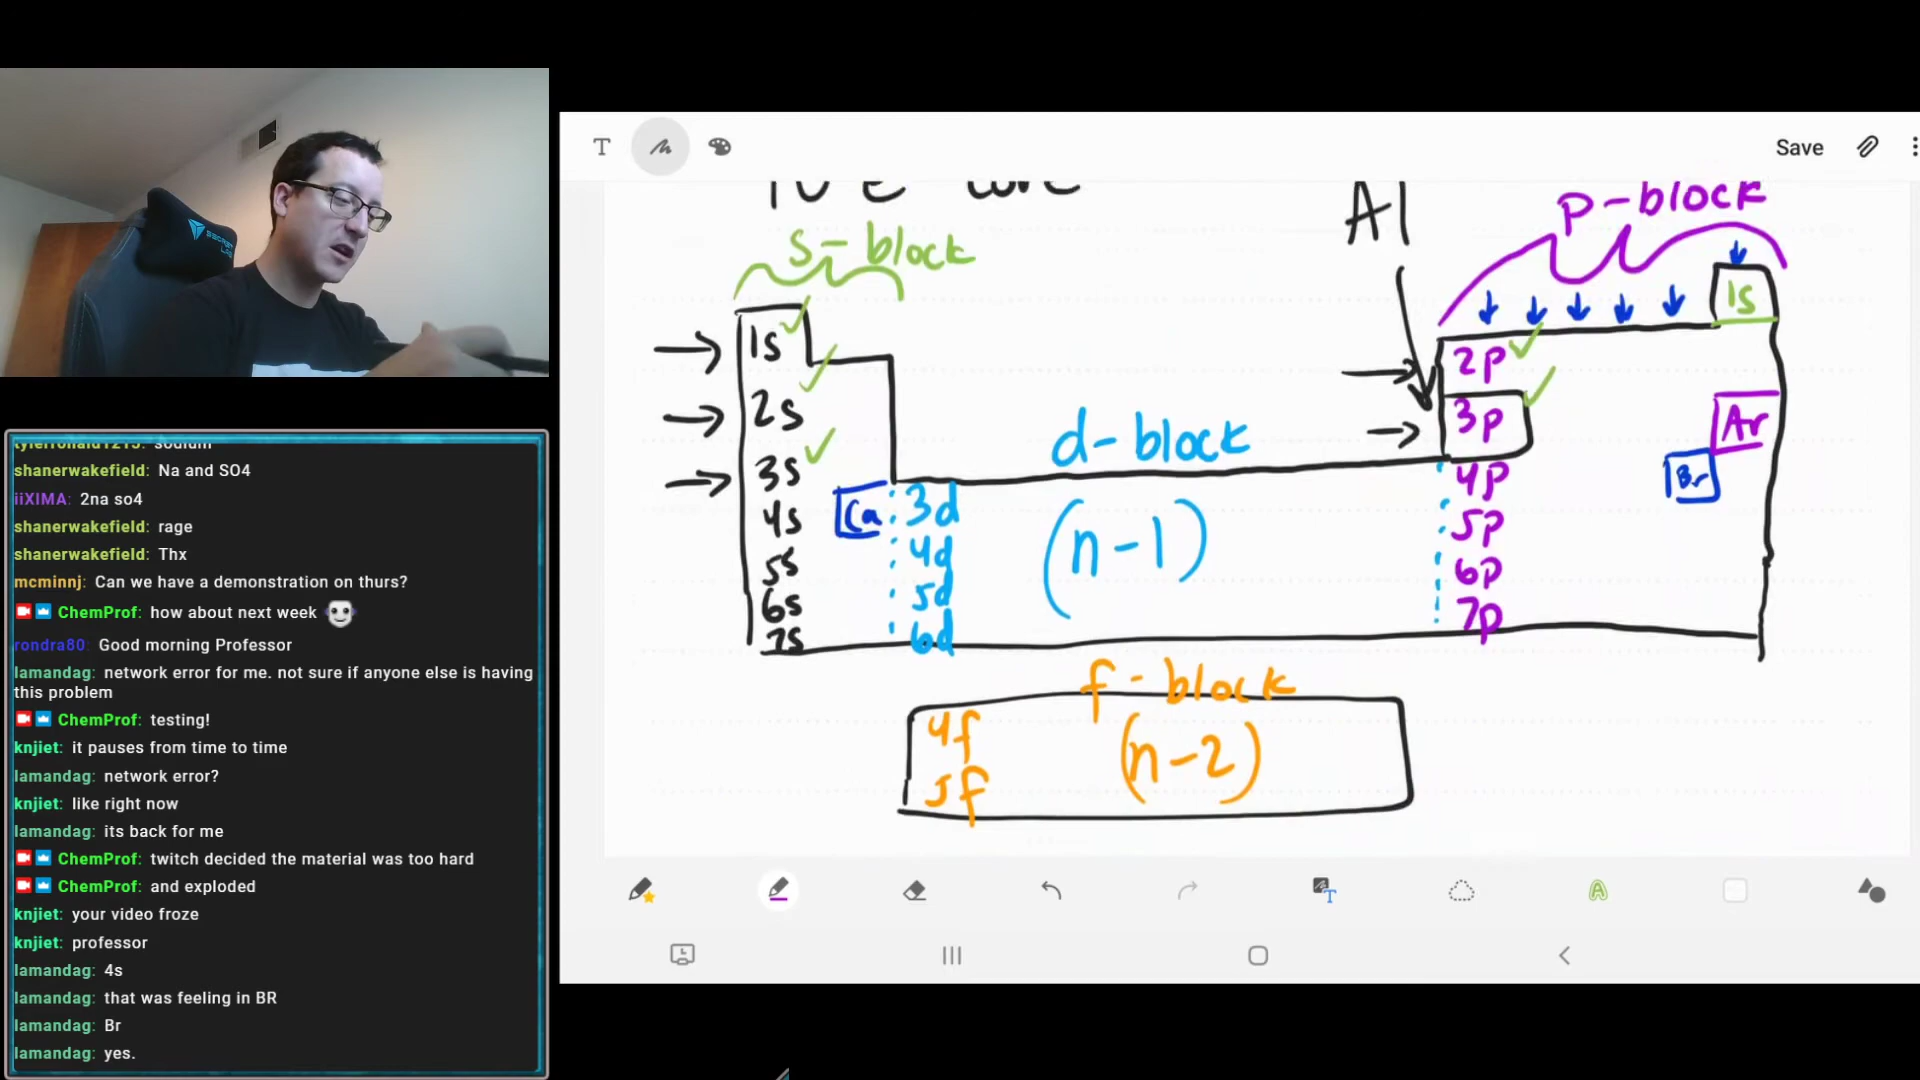 tylerronald1213: sodium
shanerwakefield: Na and SO4
iiXIMA: 2na so4
shanerwakefield: rage
shanerwakefield: Thx
mcminnj: Can we have a demonstration on thurs?
ChemProf: how about next week
rondra80: Good morning Professor
lamandag: network error for me. not sure if anyone else is having
this problem
ChemProf: testing!
knjiet: it pauses from time to time
lamandag: network error?
knjiet: like right now
lamandag: its back for me
ChemProf: twitch decided the material was too hard
ChemProf: and exploded
knjiet: your video froze
knjiet: professor
lamandag: 4s
lamandag: that was feeling in BR
lamandag: Br
lamandag: yes.
T
Save
Al
p-block
s-block
1s
1s
2p
2s
3p
Ar
d-block
3s
4p
Br
4s
Ca
3d
(n-1)
5p
5s
4d
6p
6s
5d
7p
7s
6d
f-block
4f
(n-2)
5f